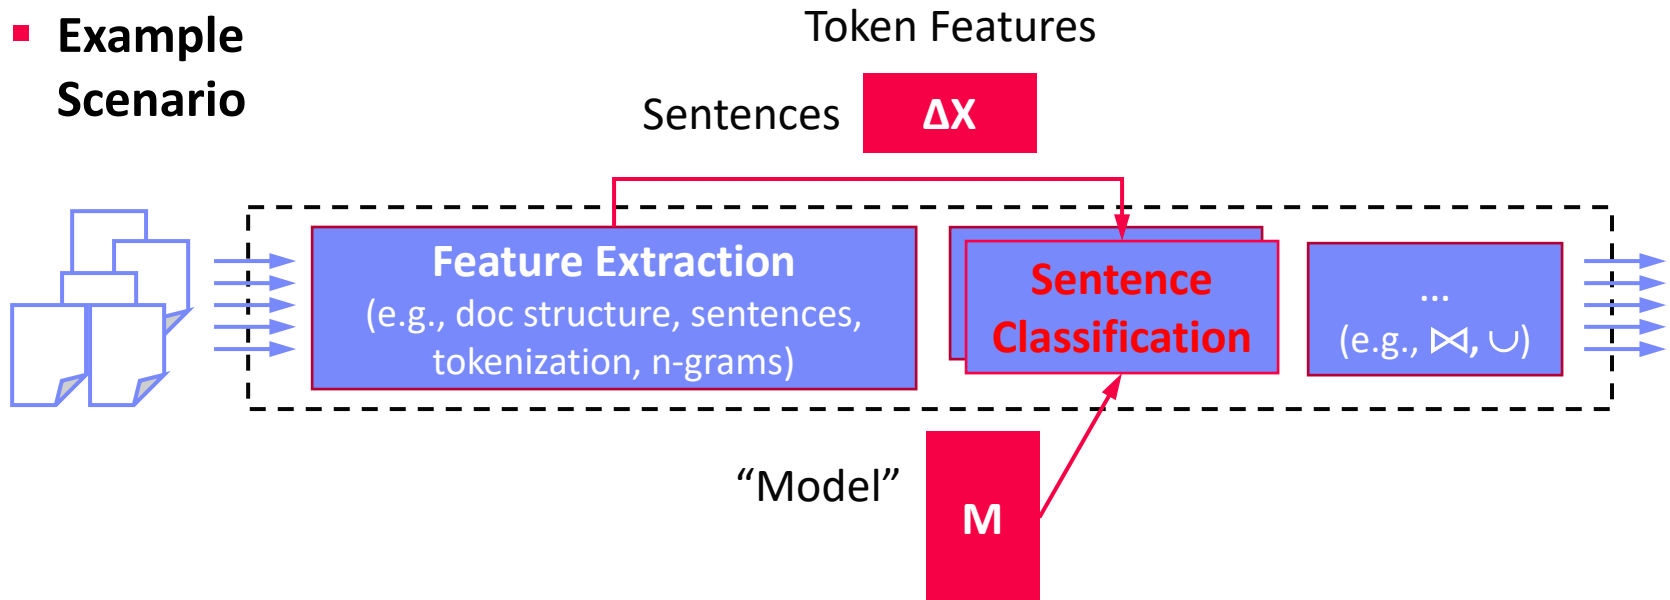 Example
Scenario
Token Features
Sentences
ΔX
Feature Extraction
(e.g., doc structure, sentences,
tokenization, n-grams)
Sentence
Classification
...
(e.g., ⋈, ∪)
“Model”
M